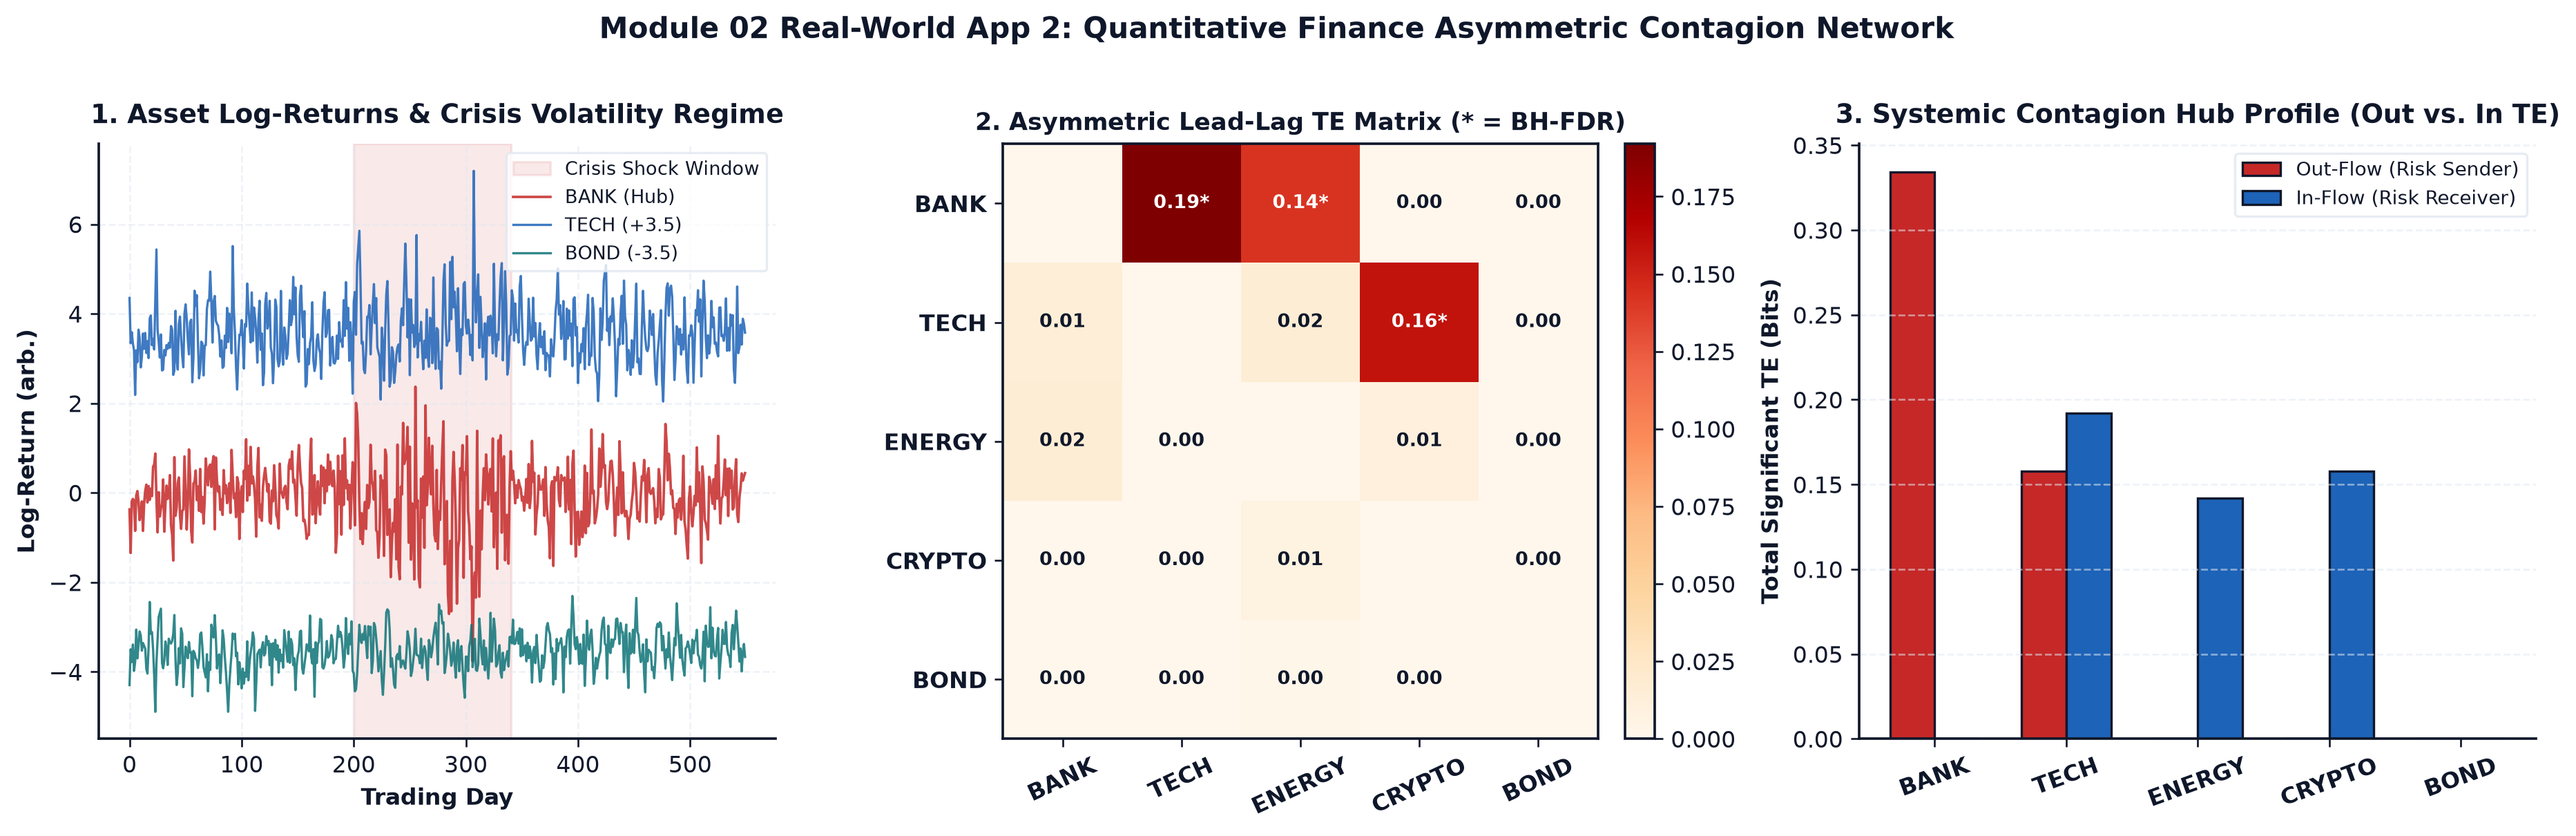 Module 02 Real-World App 2: Quantitative Finance Asymmetric Contagion Network
1. Asset Log-Returns & Crisis Volatility Regime
Log-Return (arb.)
6
4
2
0
−2
−4
Crisis Shock Window
BANK (Hub)
TECH (+3.5)
BOND (-3.5)
0 100 200 300 400 500
Trading Day
2. Asymmetric Lead-Lag TE Matrix (* = BH-FDR)
BANK 0.19* 0.14* 0.00 0.00
TECH 0.01 0.02 0.16* 0.00
ENERGY 0.02 0.00 0.01 0.00
CRYPTO 0.00 0.00 0.01 0.00
BOND 0.00 0.00 0.00 0.00
BANK TECH ENERGY CRYPTO BOND
0.175
0.150
0.125
0.100
0.075
0.050
0.025
0.000
3. Systemic Contagion Hub Profile (Out vs. In TE)
Total Significant TE (Bits)
0.35
0.30
0.25
0.20
0.15
0.10
0.05
0.00
Out-Flow (Risk Sender)
In-Flow (Risk Receiver)
BANK TECH ENERGY CRYPTO BOND